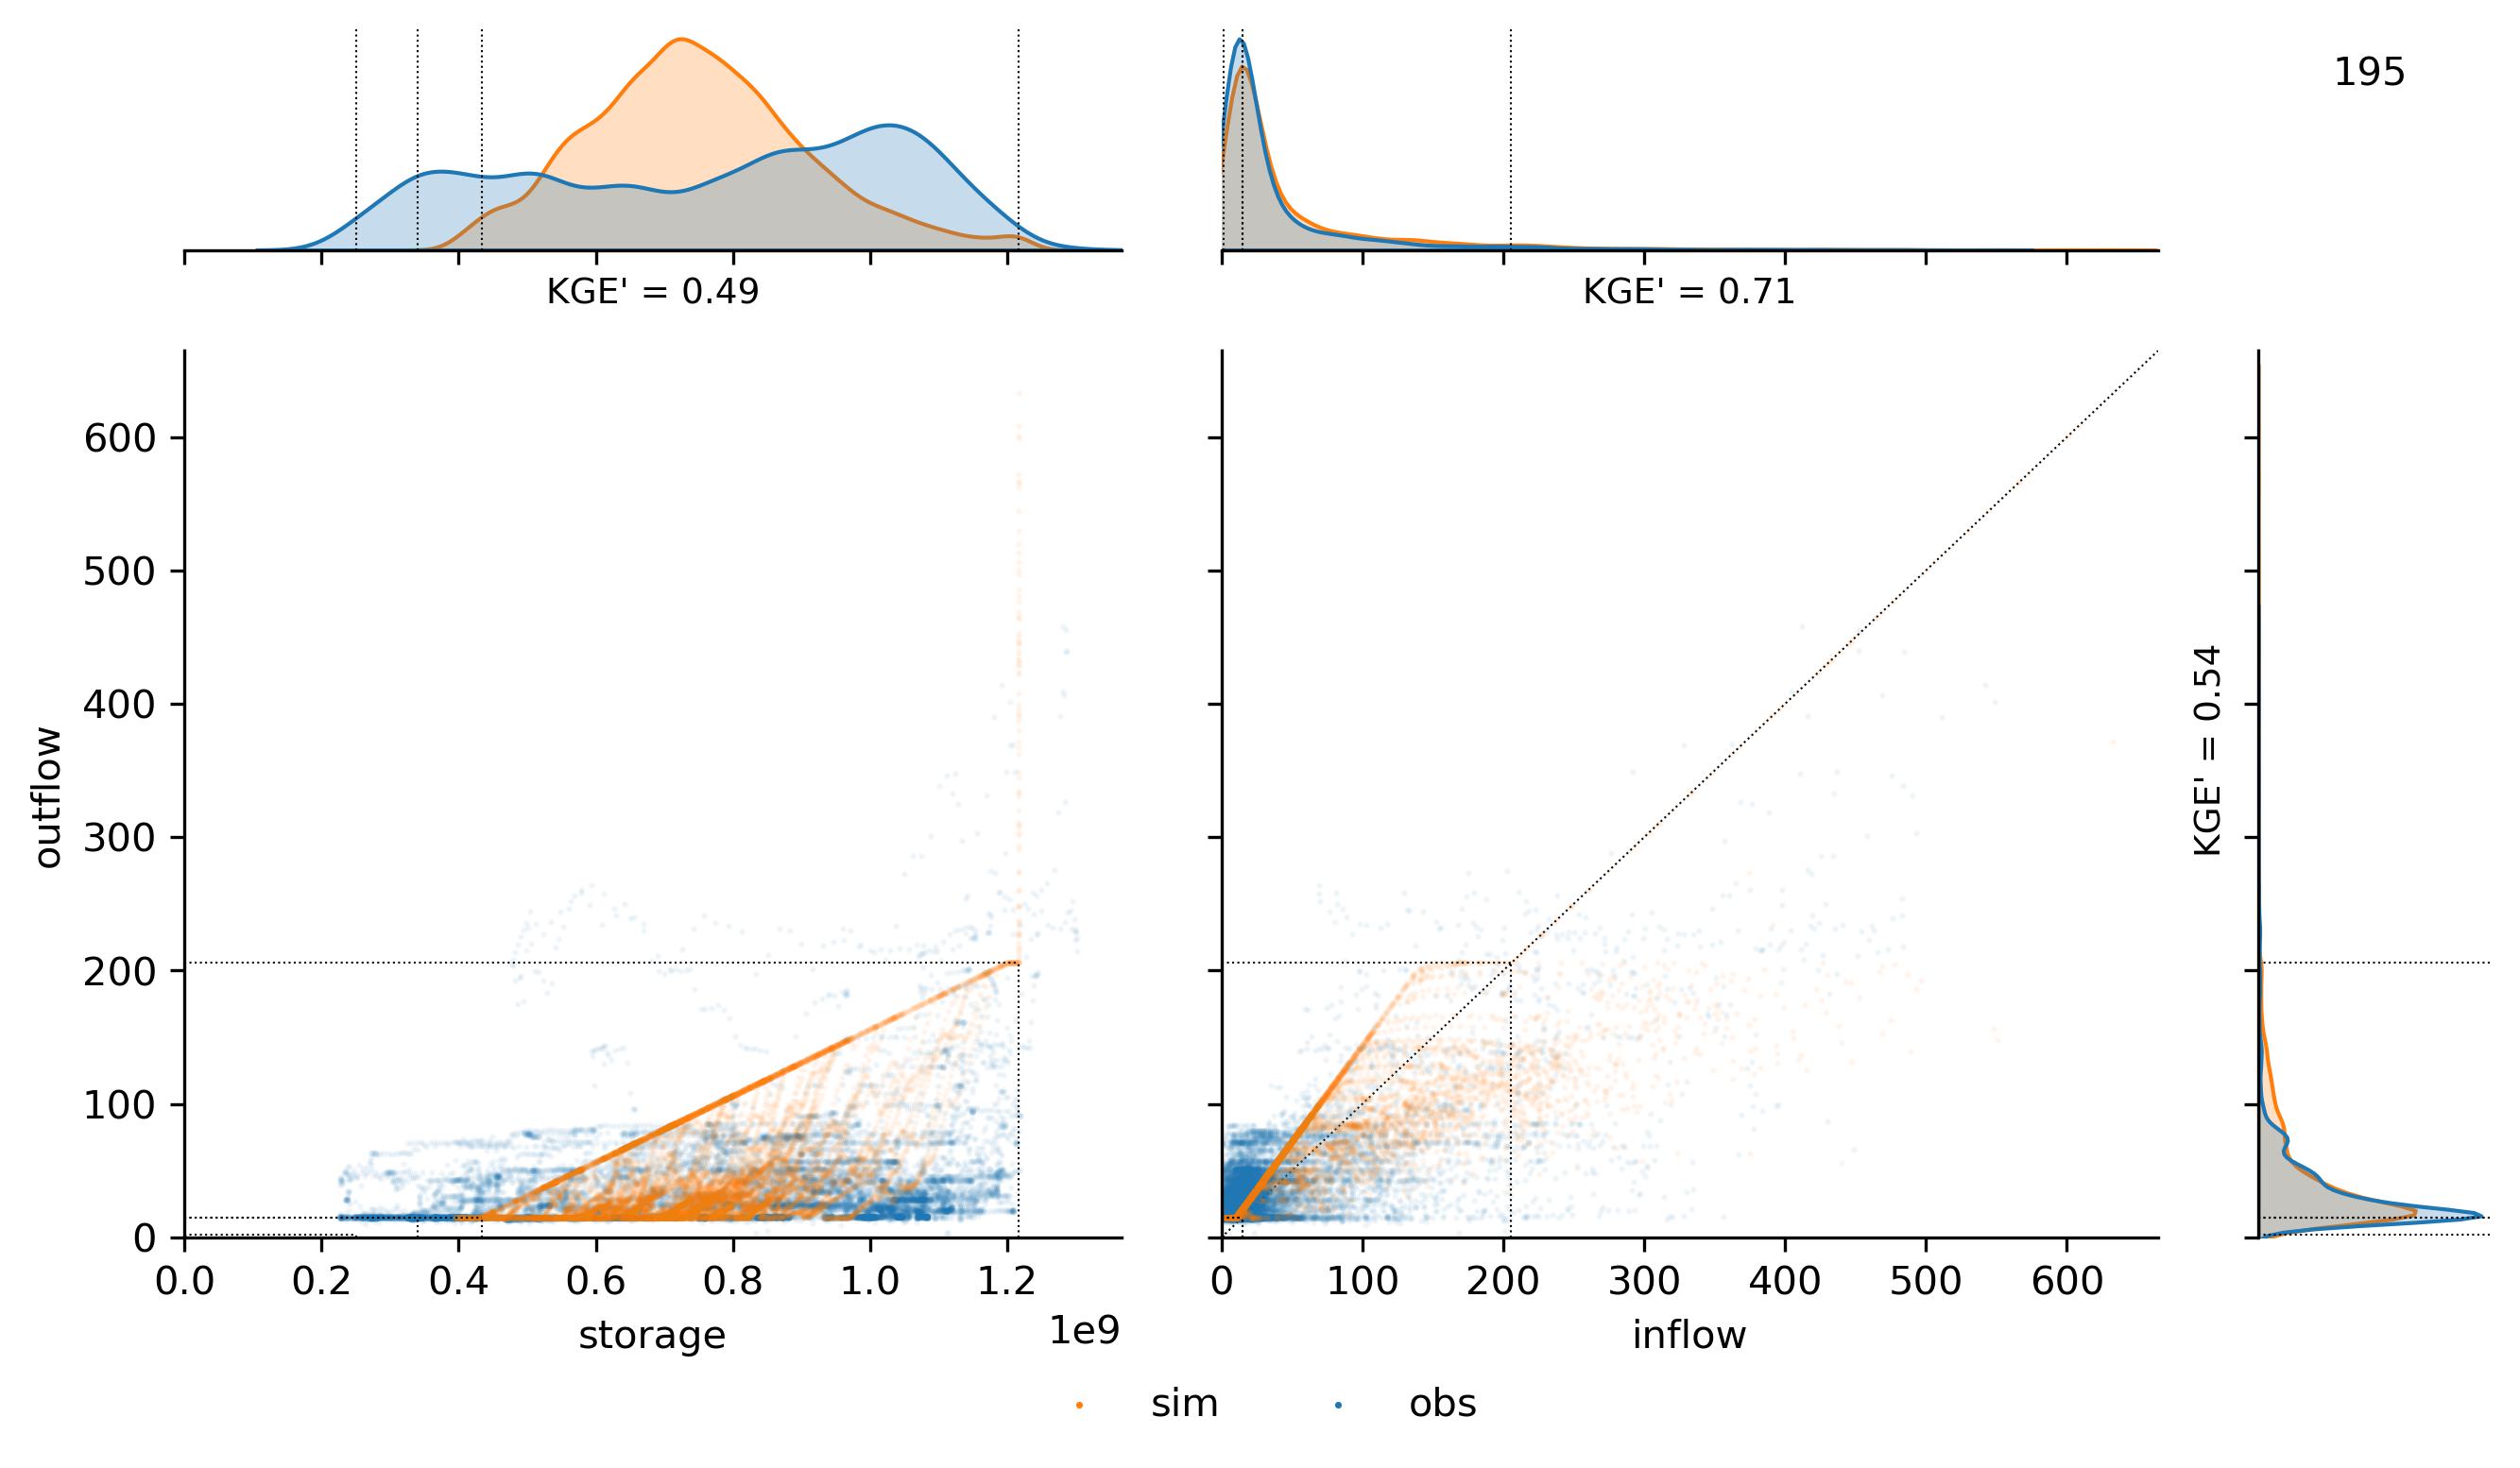 195
KGE' = 0.49
KGE' = 0.71
600
500
400
300
200
100
0
outflow
KGE' = 0.54
0.0 0.2 0.4 0.6 0.8 1.0 1.2
1e9
storage
0 100 200 300 400 500 600
inflow
sim obs